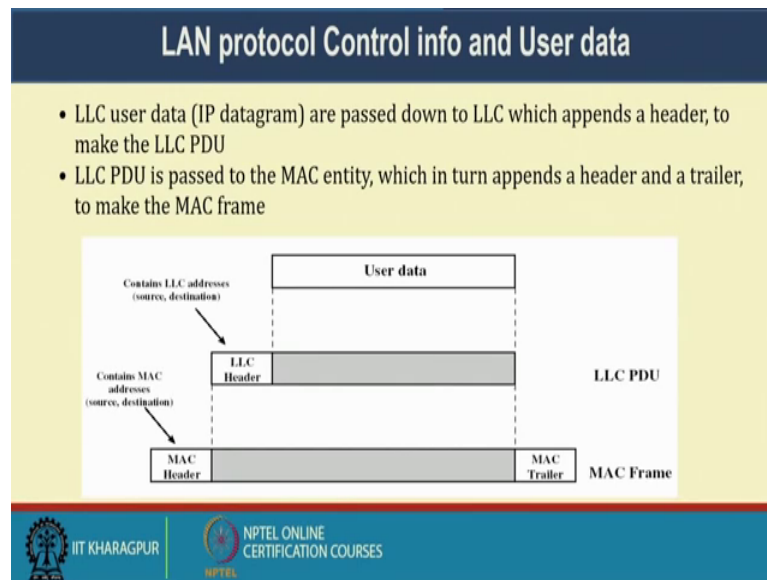 LAN protocol Control info and User data
• LLC user data (IP datagram) are passed down to LLC which appends a header, to
make the LLC PDU
• LLC PDU is passed to the MAC entity, which in turn appends a header and a trailer,
to make the MAC frame
User data
Contains LLC addresses
(source, destination)
LLC
Header
LLC PDU
Contains MAC
addresses
(source, destination)
MAC
Header
MAC
Trailer
MAC Frame
IIT KHARAGPUR
NPTEL
NPTEL ONLINE
CERTIFICATION COURSES